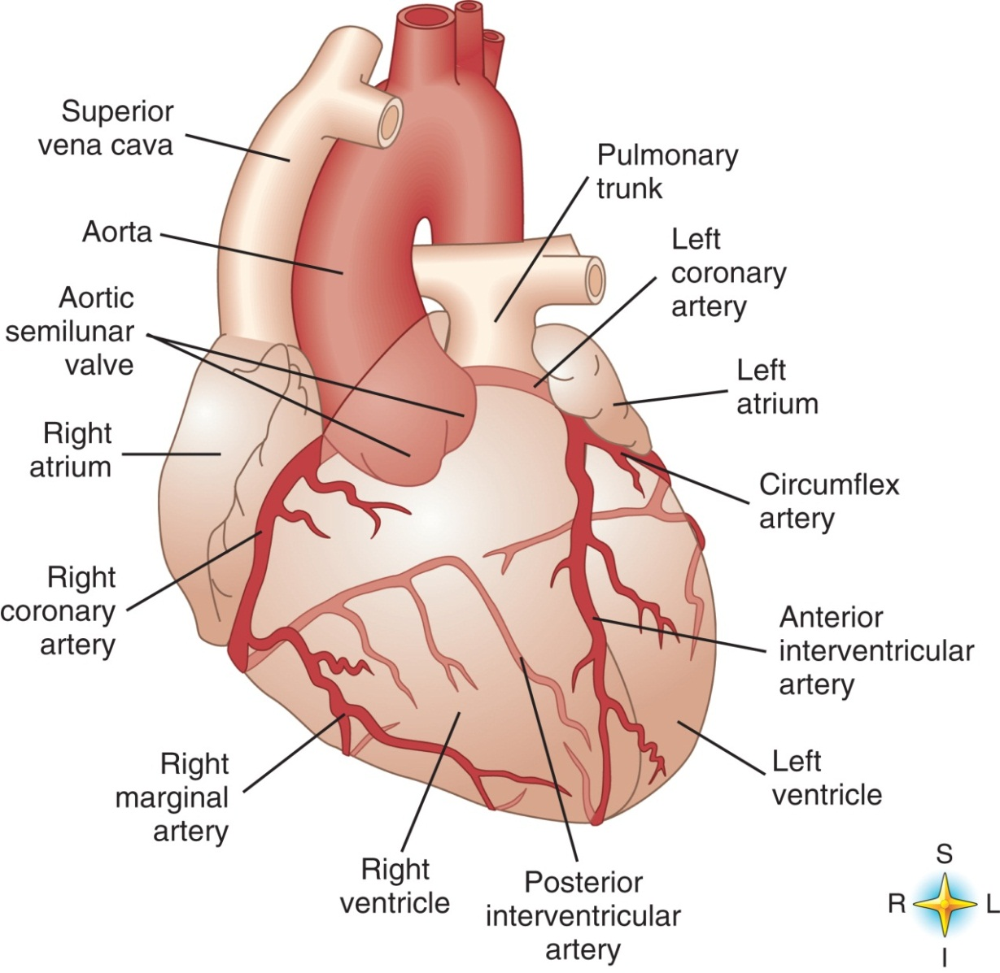 Superior
vena cava
Aorta
Aortic
semilunar
valve
Right
atrium
Right
coronary
artery
Right
marginal
artery
Right
ventricle
Posterior
interventricular
artery
Pulmonary
trunk
Left
coronary
artery
Left
atrium
Circumflex
artery
Anterior
interventricular
artery
Left
ventricle
S
R L
I